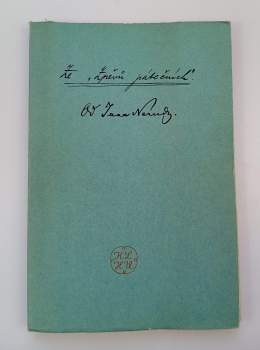 Ze „Zpěvů pátečních“.
Od Jana Nerudy.